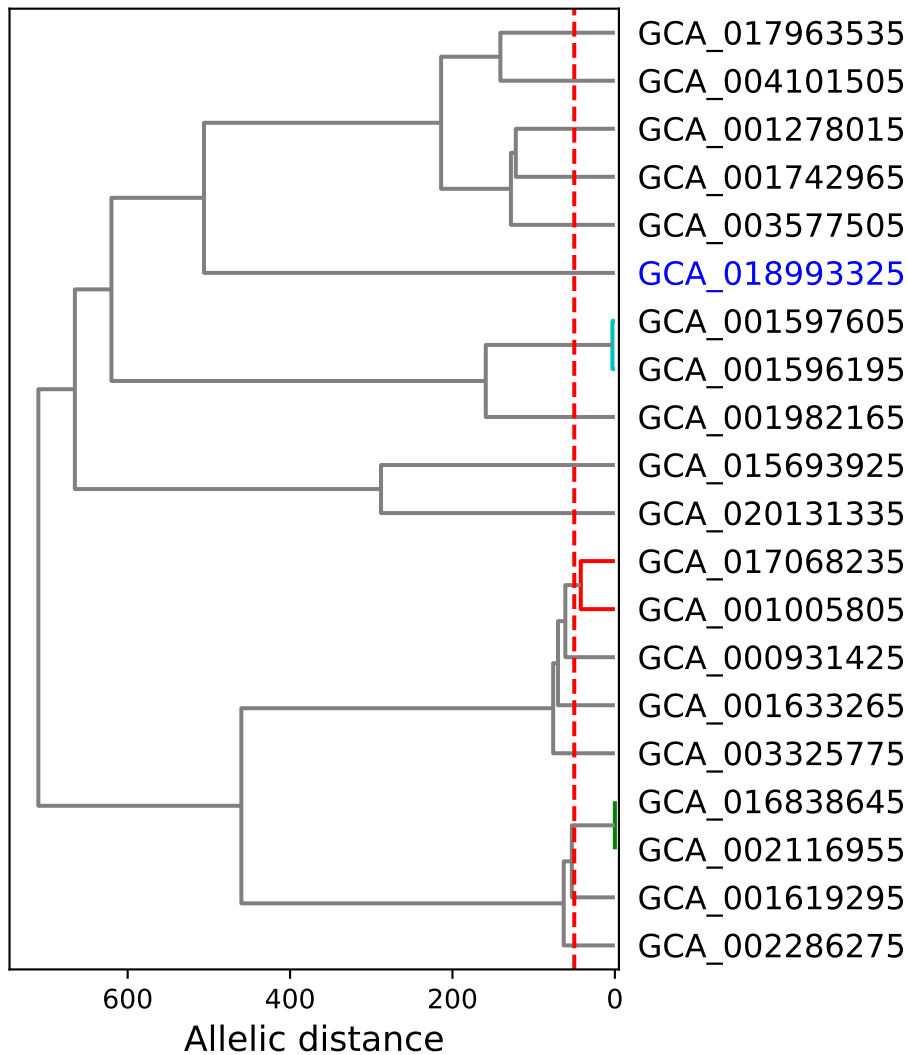 GCA_017963535
GCA_004101505
GCA_001278015
GCA_001742965
GCA_003577505
GCA_018993325
GCA_001597605
GCA_001596195
GCA_001982165
GCA_015693925
GCA_020131335
GCA_017068235
GCA_001005805
GCA_000931425
GCA_001633265
GCA_003325775
GCA_016838645
GCA_002116955
GCA_001619295
GCA_002286275
600 400 200 0
Allelic distance